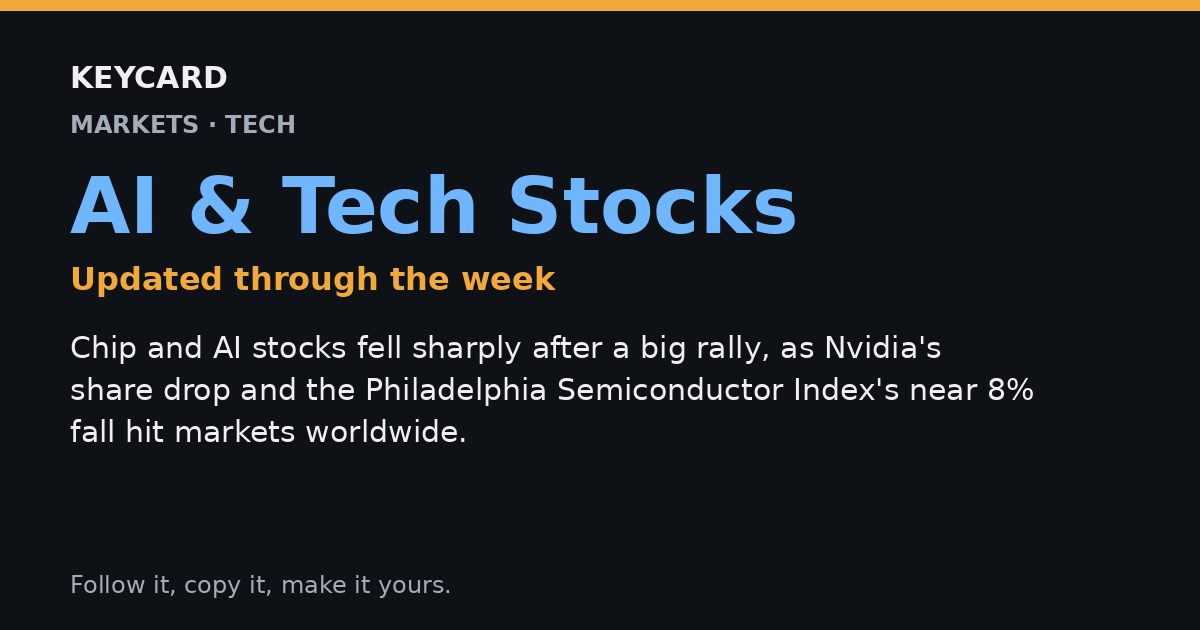 KEYCARD
MARKETS · TECH
AI & Tech Stocks
Updated through the week
Chip and AI stocks fell sharply after a big rally, as Nvidia's
share drop and the Philadelphia Semiconductor Index's near 8%
fall hit markets worldwide.
Follow it, copy it, make it yours.